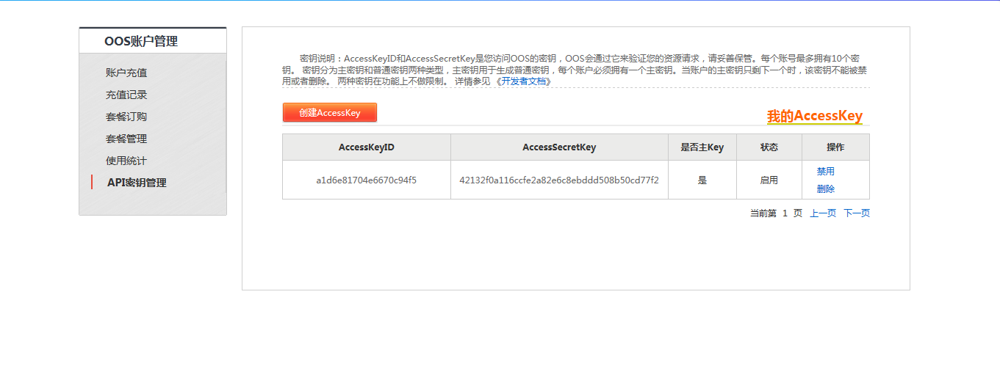 OOS账户管理
账户充值
充值记录
套餐订购
套餐管理
使用统计
API密钥管理
密钥说明：AccessKeyID和AccessSecretKey是您访问OOS的密钥，OOS会通过它来验证您的资源请求，请妥善保管。每个账号最多拥有10个密
钥。 密钥分为主密钥和普通密钥两种类型，主密钥用于生成普通密钥，每个账户必须拥有一个主密钥。当账户的主密钥只剩下一个时，该密钥不能被禁
用或者删除。 两种密钥在功能上不做限制。 详情参见 《开发者文档》
创建AccessKey
我的AccessKey
AccessKeyID AccessSecretKey 是否主Key 状态 操作
a1d6e81704e6670c94f5 42132f0a116ccfe2a82e6c8ebddd508b50cd77f2 是 启用 禁用
删除
当前第 1 页 上一页 下一页